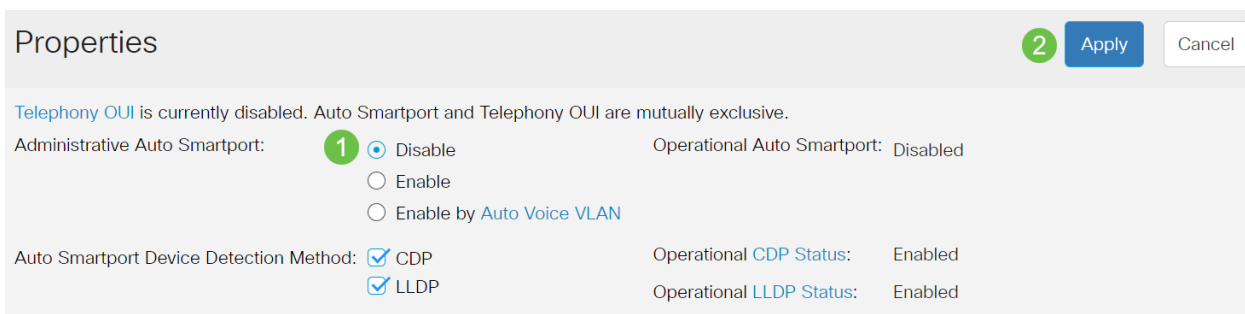 Properties
2 Apply Cancel
Telephony OUI is currently disabled. Auto Smartport and Telephony OUI are mutually exclusive.
Administrative Auto Smartport: 1 Disable Operational Auto Smartport: Disabled
Enable
Enable by Auto Voice VLAN
Auto Smartport Device Detection Method: CDP Operational CDP Status: Enabled
LLDP Operational LLDP Status: Enabled